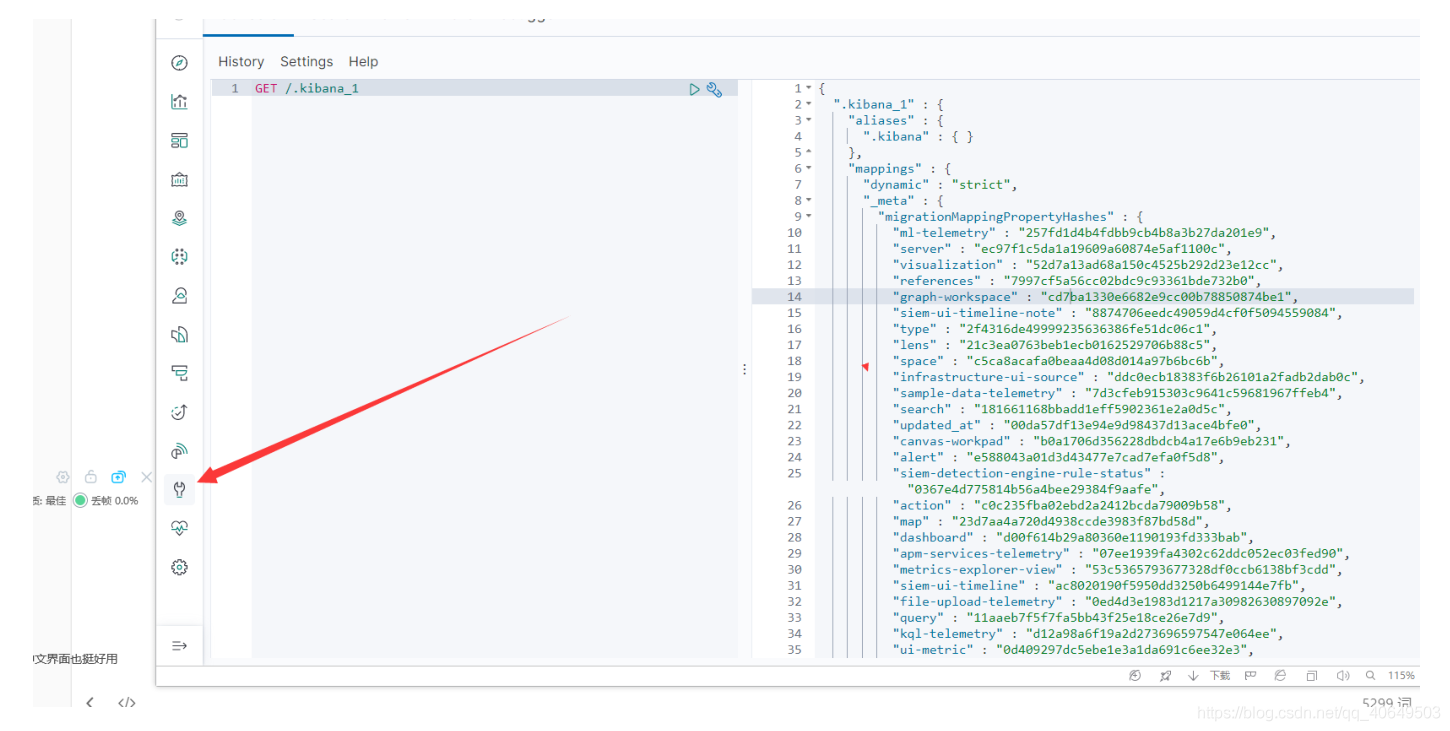 History Settings Help
1 GET /.kibana_1
1 {
2 ".kibana_1" : {
3 "aliases" : {
4 ".kibana" : { }
5 },
6 "mappings" : {
7 "dynamic" : "strict",
8 "_meta" : {
9 "migrationMappingPropertyHashes" : {
10 "ml-telemetry" : "257fd1d4b4fdbb9cb4b8a3b27da201e9",
11 "server" : "ec97f1c5da1a19609a60874e5af1100c",
12 "visualization" : "52d7a13ad68a150c4525b292d23e12cc",
13 "references" : "7997cf5a56cc02bdc9c93361bde732b0",
14 "graph-workspace" : "cd7ba1330e6682e9cc00b78850874be1",
15 "siem-ui-timeline-note" : "8874706eedc49059d4cf0f5094559084",
16 "type" : "2f4316de49999235636386fe51dc06c1",
17 "lens" : "21c3ea0763beb1ecb0162529706b88c5",
18 "space" : "c5ca8acafa0beaa4d08d014a97b6bc6b",
19 "infrastructure-ui-source" : "ddc0ecb18383f6b26101a2fadb2dab0c",
20 "sample-data-telemetry" : "7d3cfeb915303c9641c59681967ffeb4",
21 "search" : "181661168bbadd1eff5902361e2a0d5c",
22 "updated_at" : "00da57df13e94e9d98437d13ace4bfe0",
23 "canvas-workpad" : "b0a1706d356228dbdcb4a17e6b9eb231",
24 "alert" : "e588043a01d3d43477e7cad7efa0f5d8",
25 "siem-detection-engine-rule-status" :
"0367e4d775814b56a4bee29384f9aafe",
26 "action" : "c0c235fba02ebd2a2412bcda79009b58",
27 "map" : "23d7aa4a720d4938ccde3983f87bd58d",
28 "dashboard" : "d00f614b29a80360e1190193fd333bab",
29 "apm-services-telemetry" : "07ee1939fa4302c62ddc052ec03fed90",
30 "metrics-explorer-view" : "53c5365793677328df0ccb6138bf3cdd",
31 "siem-ui-timeline" : "ac8020190f5950dd3250b6499144e7fb",
32 "file-upload-telemetry" : "0ed4d3e1983d1217a30982630897092e",
33 "query" : "11aaeb7f5f7fa5bb43f25e18ce26e7d9",
34 "kql-telemetry" : "d12a98a6f19a2d273696597547e064ee",
35 "ui-metric" : "0d409297dc5ebe1e3a1da691c6ee32e3",
: 最佳 丢帧 0.0%
文界面也挺好用
下载 115%
5299 词
https://blog.csdn.net/qq_40649503